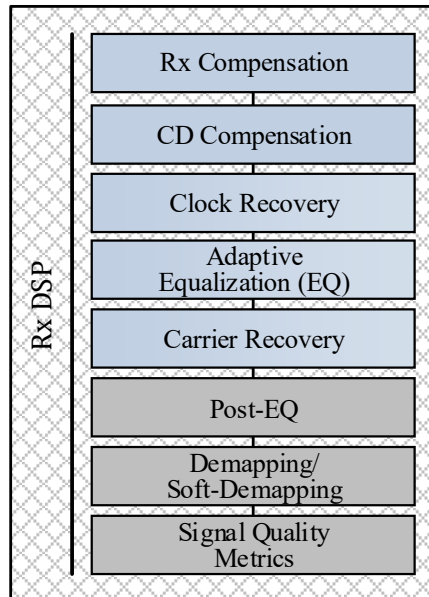 Rx DSP
Rx Compensation
CD Compensation
Clock Recovery
Adaptive
Equalization (EQ)
Carrier Recovery
Post-EQ
Demapping/
Soft-Demapping
Signal Quality
Metrics